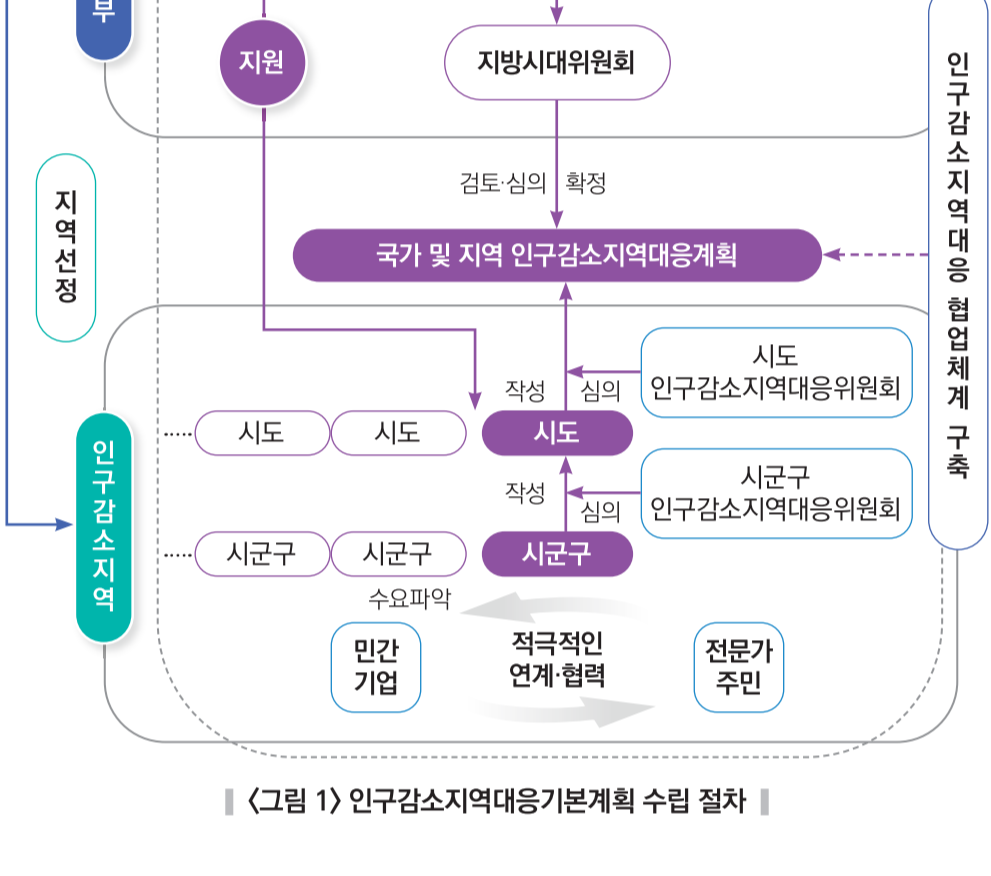 부
지원
지방시대위원회
인구감소지역대응 협업체계 구축
검토·심의 확정
지역선정
국가 및 지역 인구감소지역대응계획
시도
인구감소지역대응위원회
작성 심의
시도 시도 시도
인구감소지역
시군구
인구감소지역대응위원회
작성
심의
시군구 시군구 시군구
수요파악
민간
기업
적극적인
연계·협력
전문가
주민
〈그림 1〉 인구감소지역대응기본계획 수립 절차